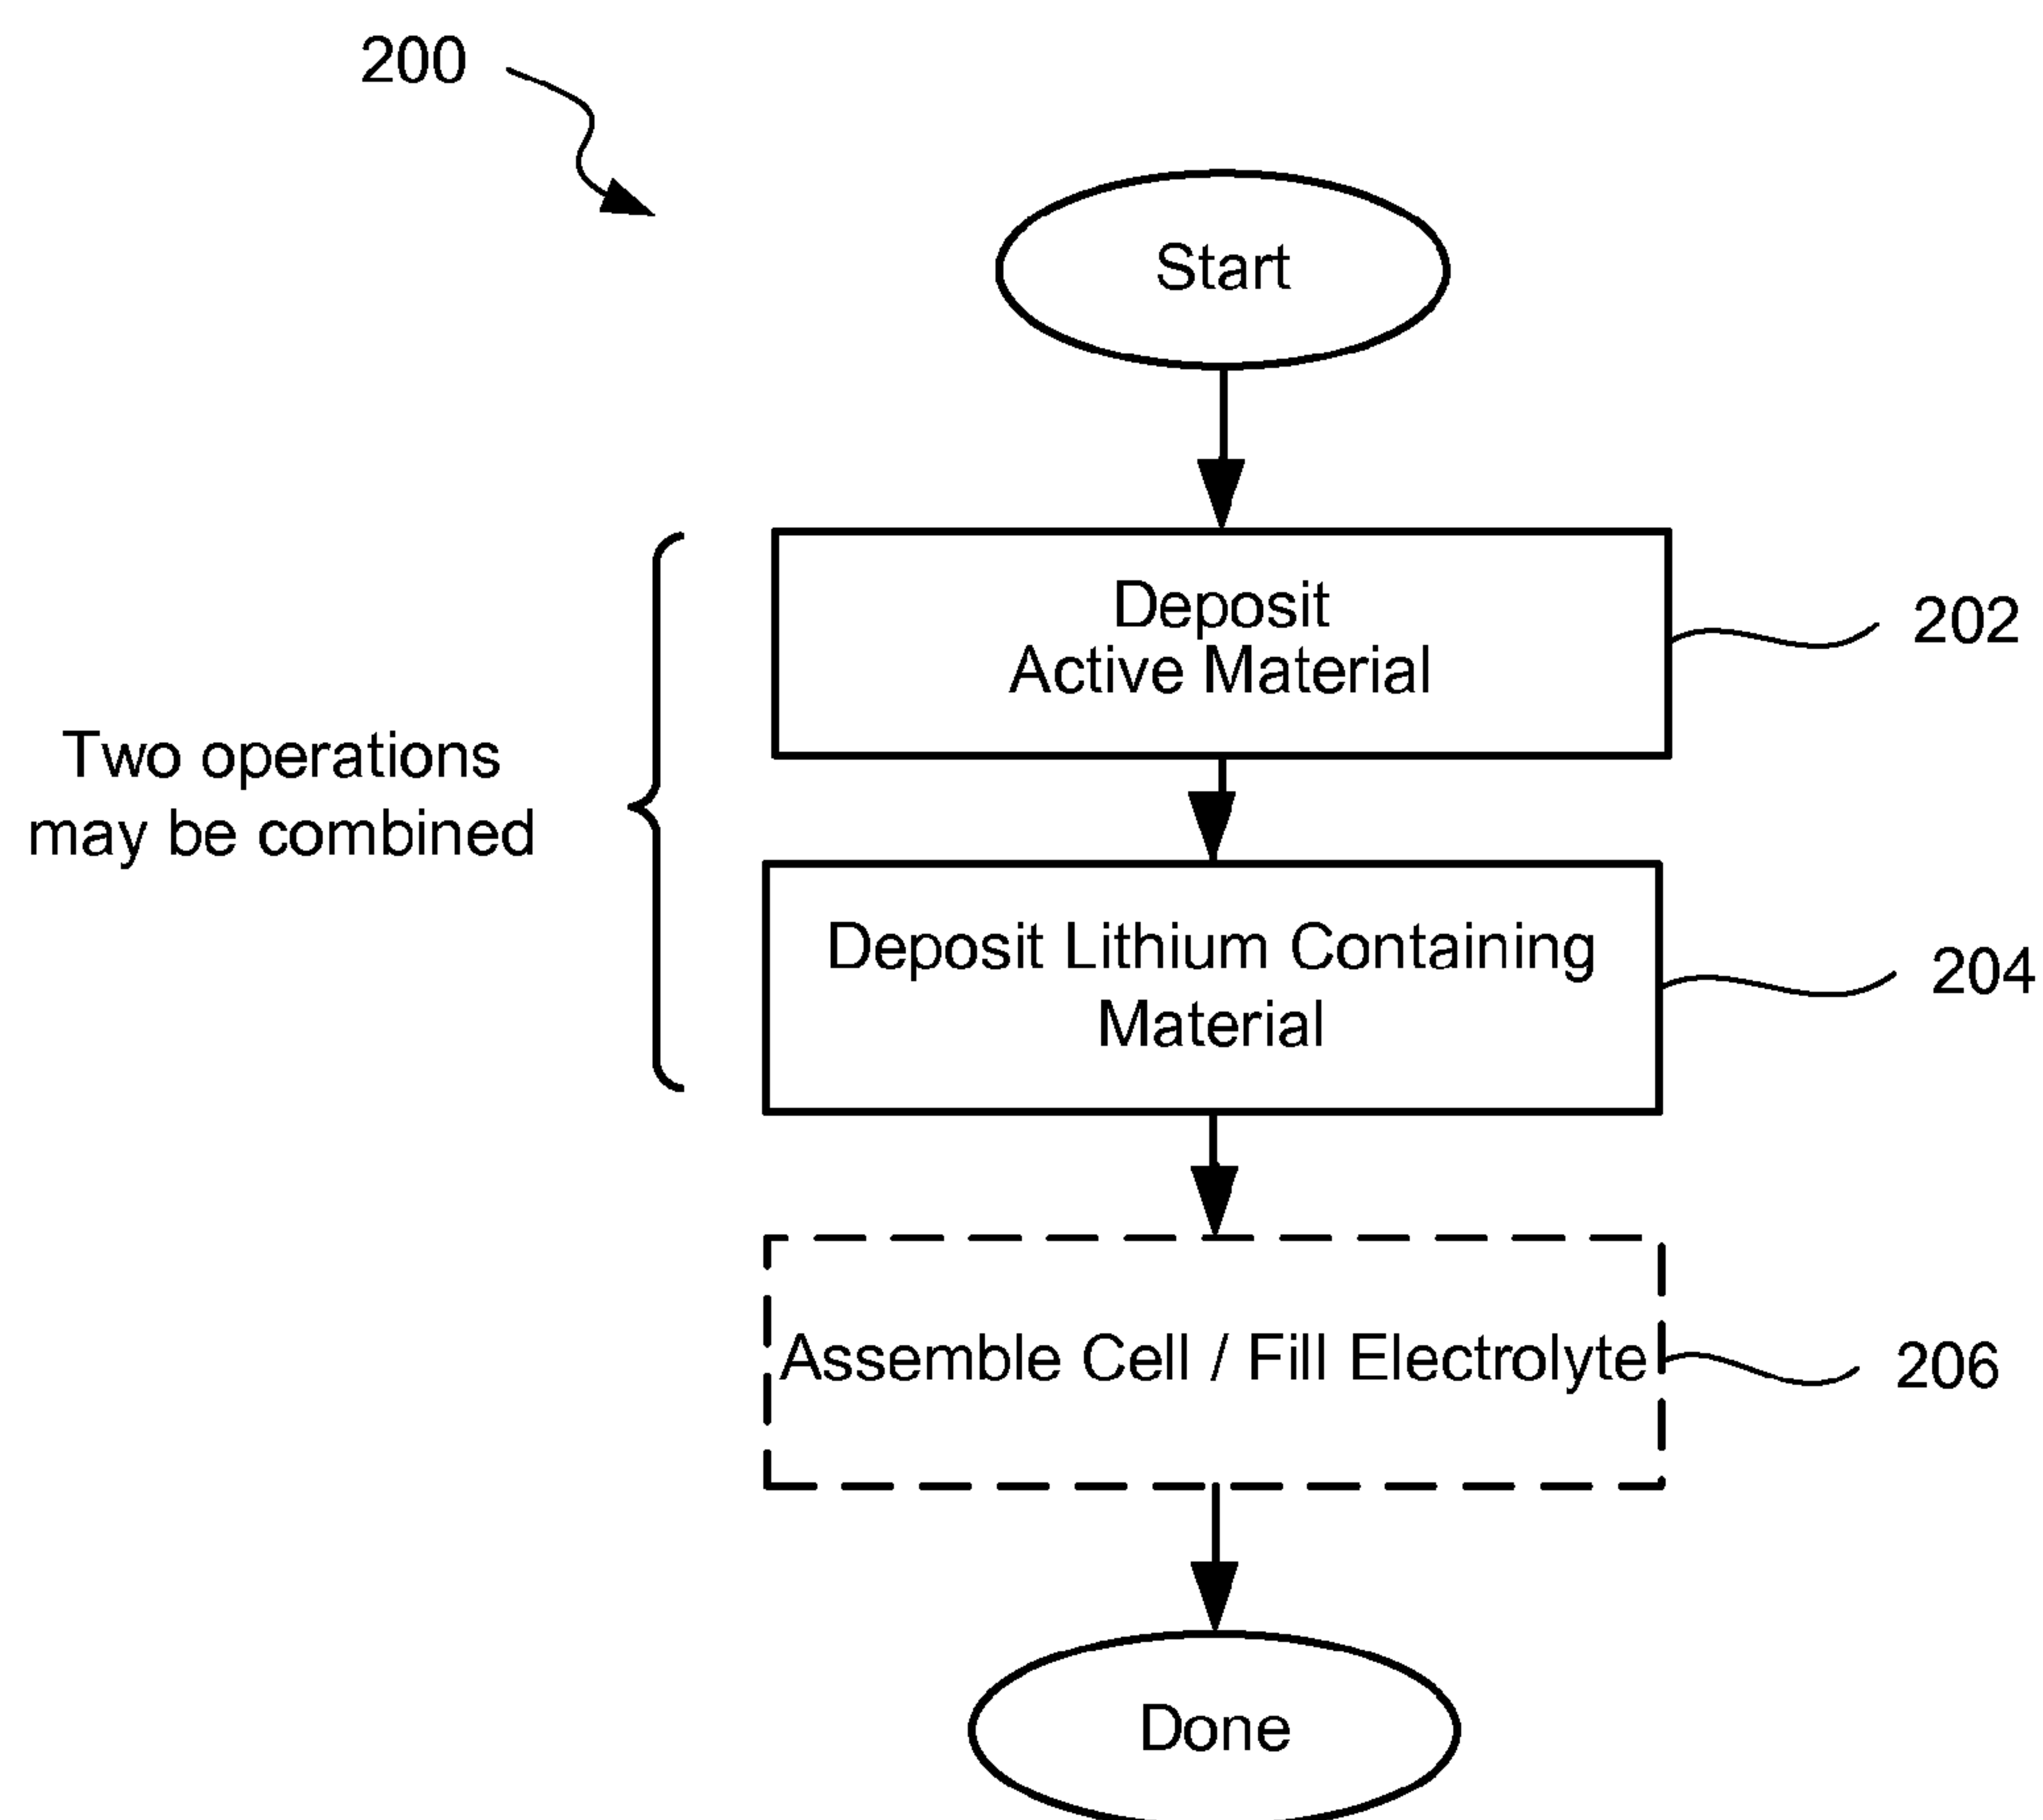 200
Start
Deposit
Active Material
202
Two operations
may be combined
Deposit Lithium Containing
Material
204
Assemble Cell / Fill Electrolyte
206
Done